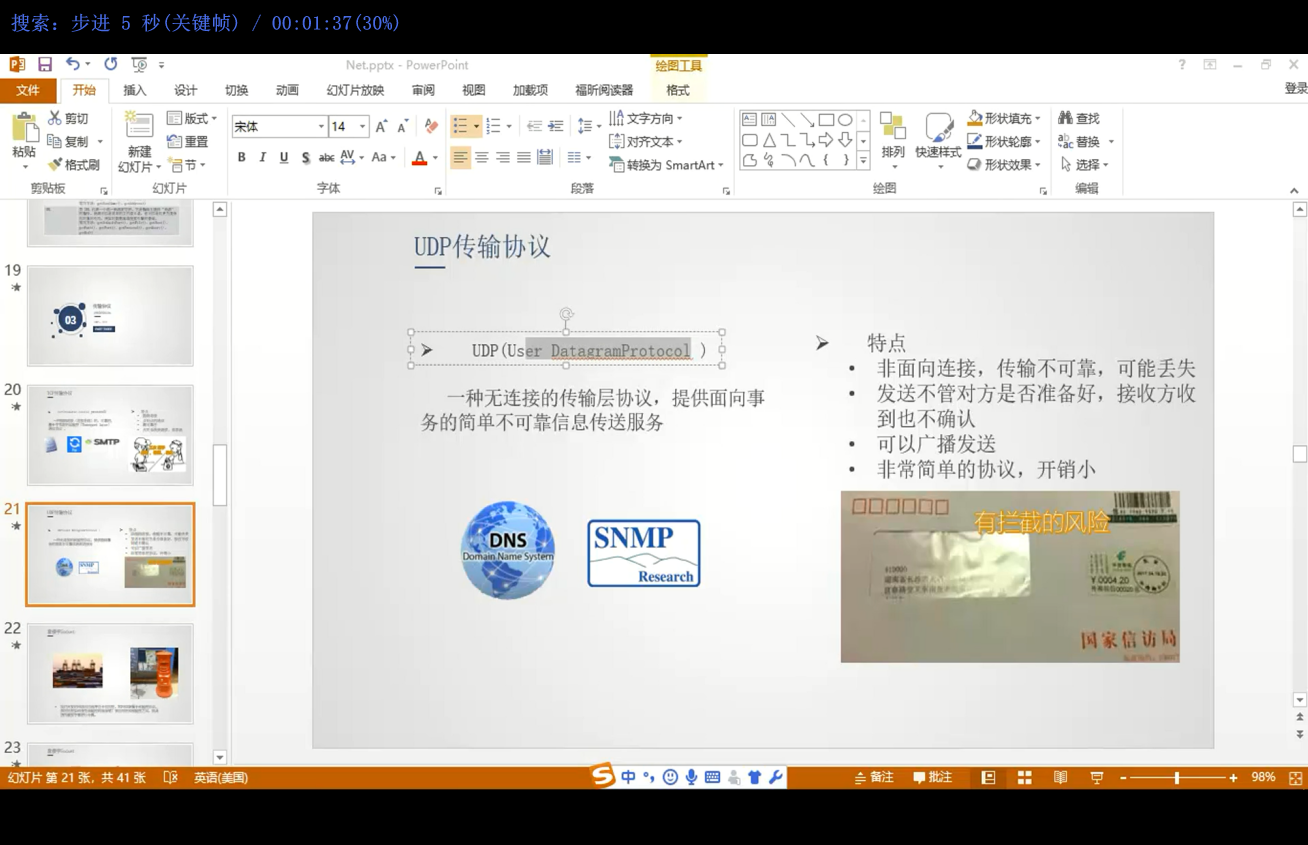 搜索: 步进 5 秒(关键帧) / 00:01:37(30%)
Net.pptx - PowerPoint
绘图工具
文件
开始
插入
设计
切换
动画
幻灯片放映
审阅
视图
加载项
福昕阅读器
格式
登录
粘贴
剪切
复制
格式刷
剪贴板
新建
幻灯片
版式
重置
节
幻灯片
宋体
14
B I U S abc AV Aa A
字体
文字方向
对齐文本
转换为 SmartArt
段落
排列
快速样式
形状填充
形状轮廓
形状效果
绘图
查找
替换
选择
编辑
19
03
20
SMTP
21
22
23
UDP传输协议
UDP(User DatagramProtocol )
一种无连接的传输层协议，提供面向事
务的简单不可靠信息传送服务
DNS
Domain Name System
SNMP
Research
特点
• 非面向连接，传输不可靠，可能丢失
• 发送不管对方是否准备好，接收方收
到也不确认
• 可以广播发送
• 非常简单的协议，开销小
有拦截的风险
国家信访局
幻灯片 第 21 张，共 41 张
英语(美国)
中
备注
批注
98%